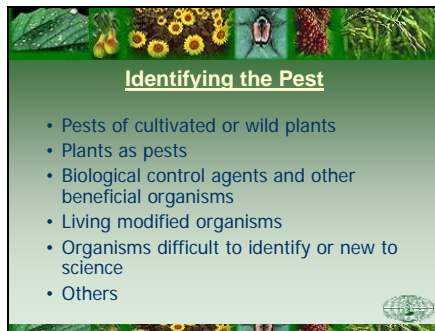 Identifying the Pest
• Pests of cultivated or wild plants
• Plants as pests
• Biological control agents and other
beneficial organisms
• Living modified organisms
• Organisms difficult to identify or new to
science
• Others